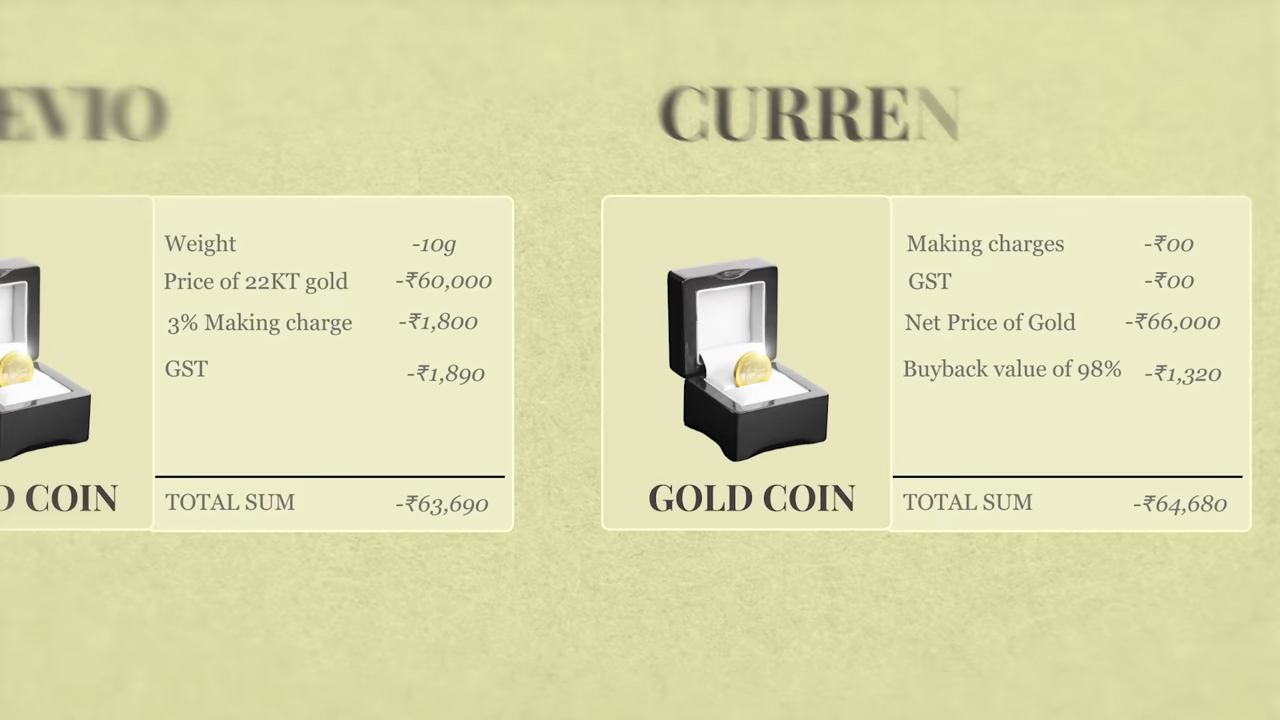 EVIO
Weight -10g
Price of 22KT gold -₹60,000
3% Making charge -₹1,800
GST -₹1,890
TOTAL SUM -₹63,690
D COIN
CURREN
Making charges -₹00
GST -₹00
Net Price of Gold -₹66,000
Buyback value of 98% -₹1,320
TOTAL SUM -₹64,680
GOLD COIN